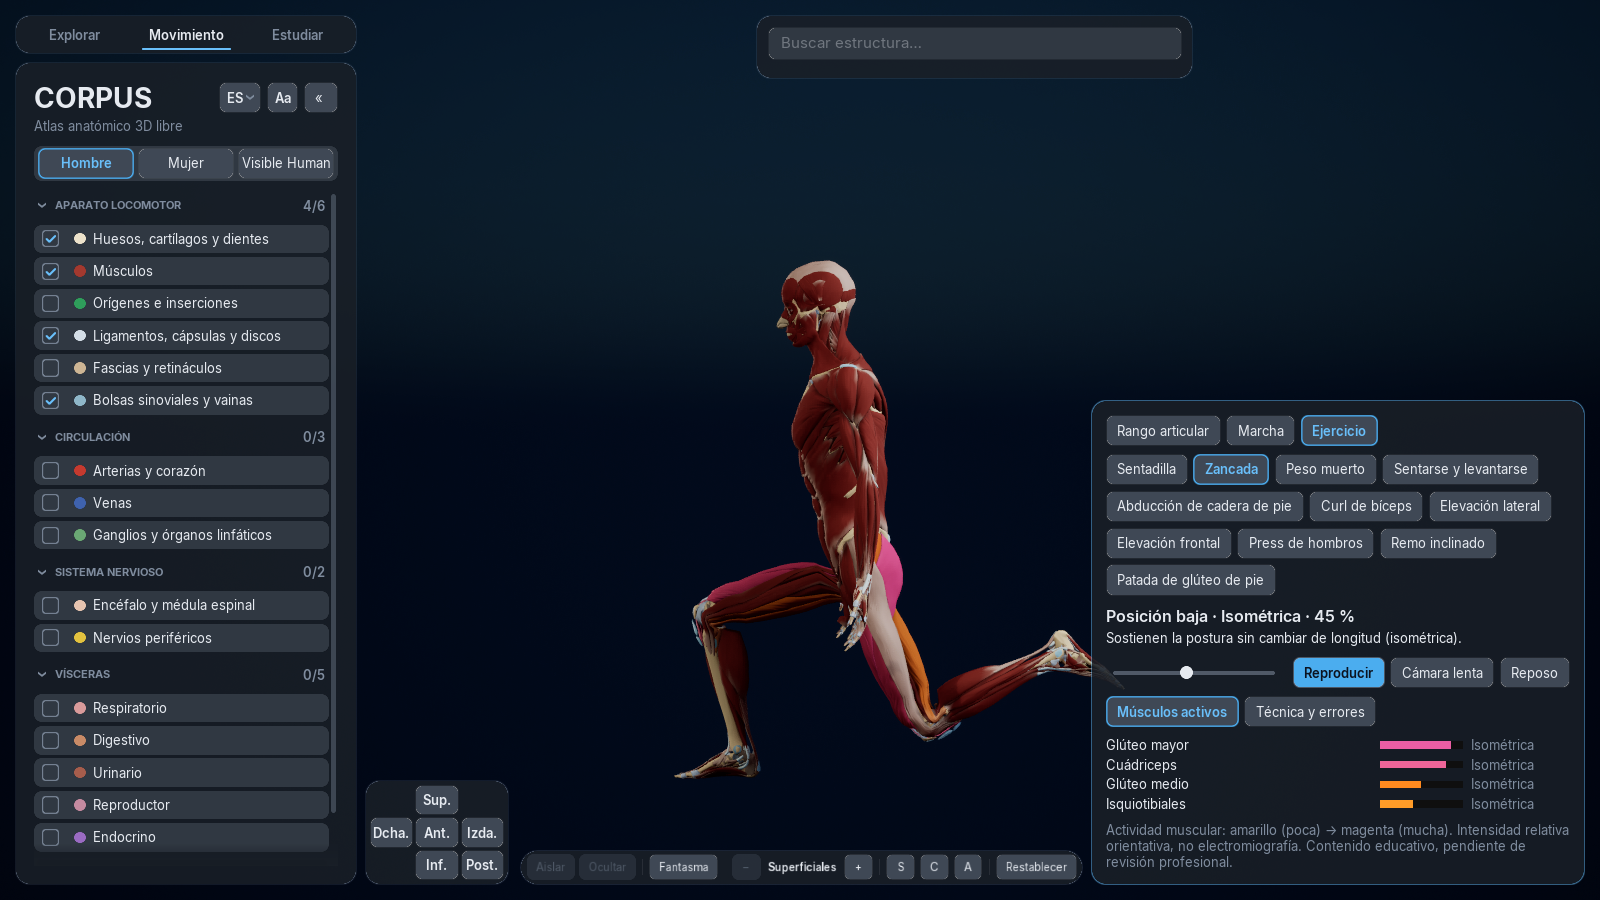 Explorar Movimiento Estudiar
Buscar estructura...
CORPUS ES Aa «
Atlas anatómico 3D libre
Hombre Mujer Visible Human
APARATO LOCOMOTOR 4/6
Huesos, cartílagos y dientes
Músculos
Orígenes e inserciones
Ligamentos, cápsulas y discos
Fascias y retináculos
Bolsas sinoviales y vainas
CIRCULACIÓN 0/3
Arterias y corazón
Venas
Ganglios y órganos linfáticos
SISTEMA NERVIOSO 0/2
Encéfalo y médula espinal
Nervios periféricos
VÍSCERAS 0/5
Respiratorio
Digestivo
Urinario
Reproductor
Endocrino
Sup.
Dcha. Ant. Izda.
Inf. Post.
Aislar Ocultar Fantasma − Superficiales + S C A Restablecer
Rango articular Marcha Ejercicio
Sentadilla Zancada Peso muerto Sentarse y levantarse
Abducción de cadera de pie Curl de bíceps Elevación lateral
Elevación frontal Press de hombros Remo inclinado
Patada de glúteo de pie
Posición baja · Isométrica · 45 %
Sostienen la postura sin cambiar de longitud (isométrica).
Reproducir Cámara lenta Reposo
Músculos activos Técnica y errores
Glúteo mayor Isométrica
Cuádriceps Isométrica
Glúteo medio Isométrica
Isquiotibiales Isométrica
Actividad muscular: amarillo (poca) → magenta (mucha). Intensidad relativa
orientativa, no electromiografía. Contenido educativo, pendiente de
revisión profesional.